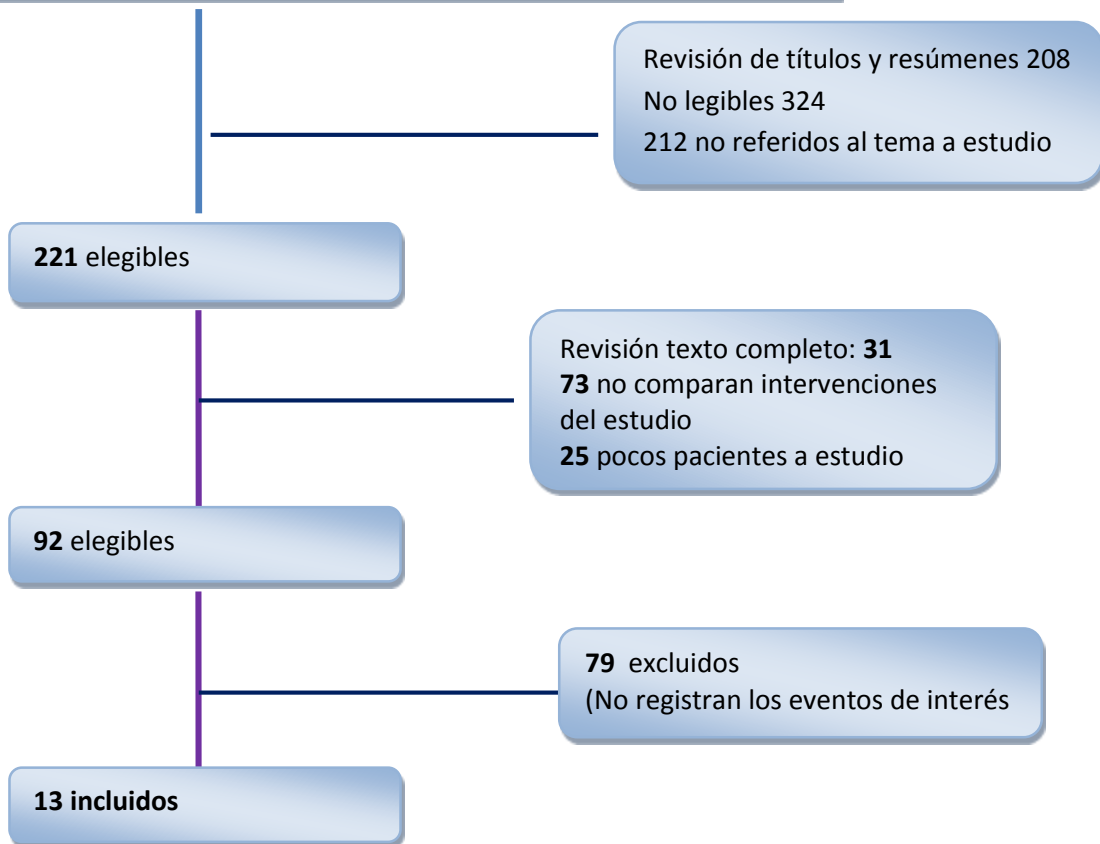 Revisión de títulos y resúmenes 208
No legibles 324
212 no referidos al tema a estudio
221 elegibles
Revisión texto completo: 31
73 no comparan intervenciones
del estudio
25 pocos pacientes a estudio
92 elegibles
79 excluidos
(No registran los eventos de interés
13 incluidos